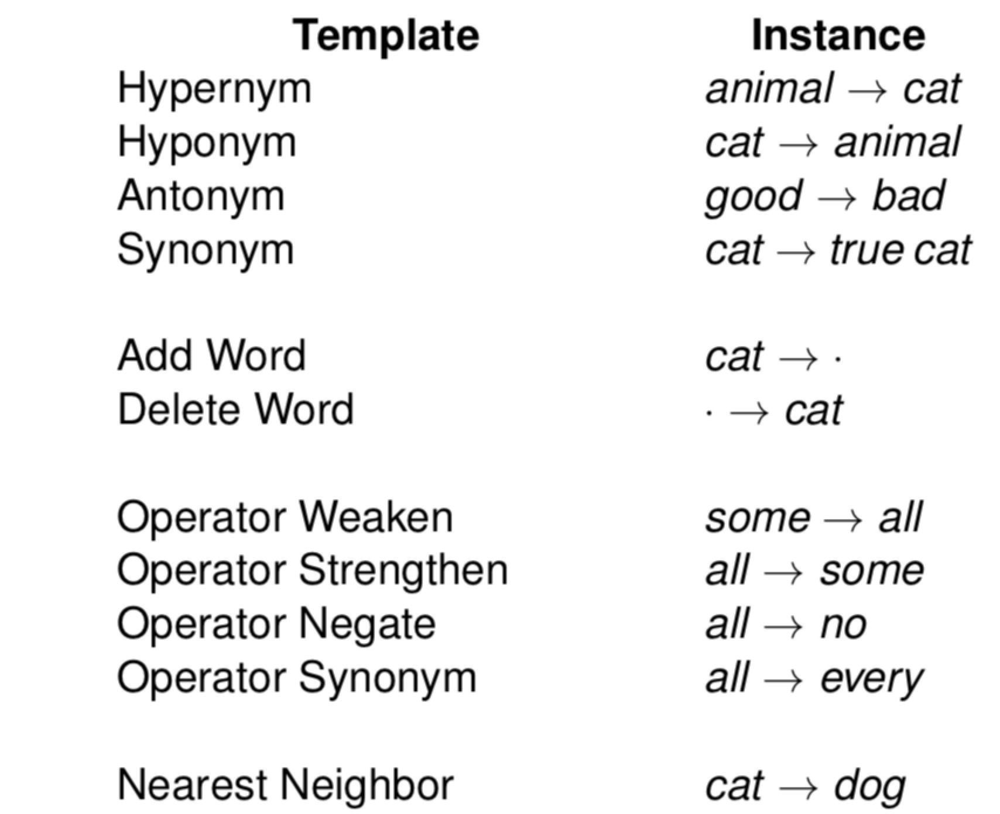 Template Instance
Hypernym animal → cat
Hyponym cat → animal
Antonym good → bad
Synonym cat → true cat
Add Word cat → ·
Delete Word · → cat
Operator Weaken some → all
Operator Strengthen all → some
Operator Negate all → no
Operator Synonym all → every
Nearest Neighbor cat → dog